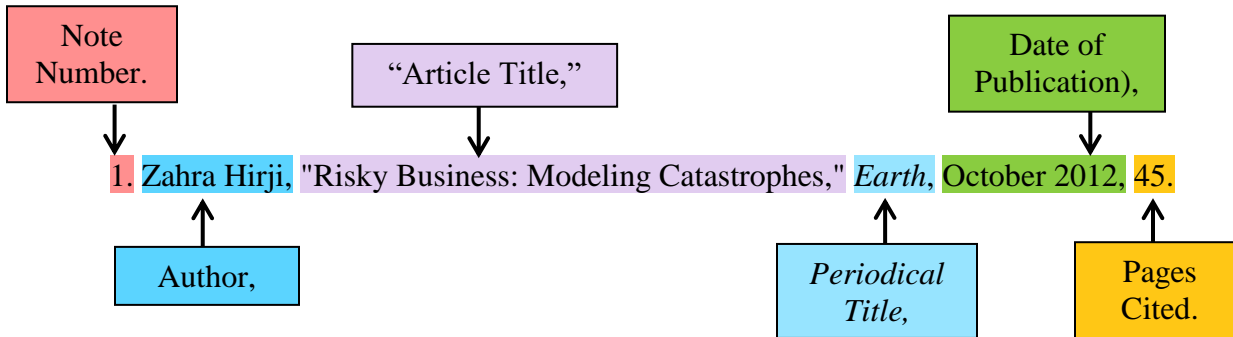 Note
Number.
“Article Title,”
Date of
Publication),
1. Zahra Hirji, "Risky Business: Modeling Catastrophes," Earth, October 2012, 45.
Author,
Periodical
Title,
Pages
Cited.